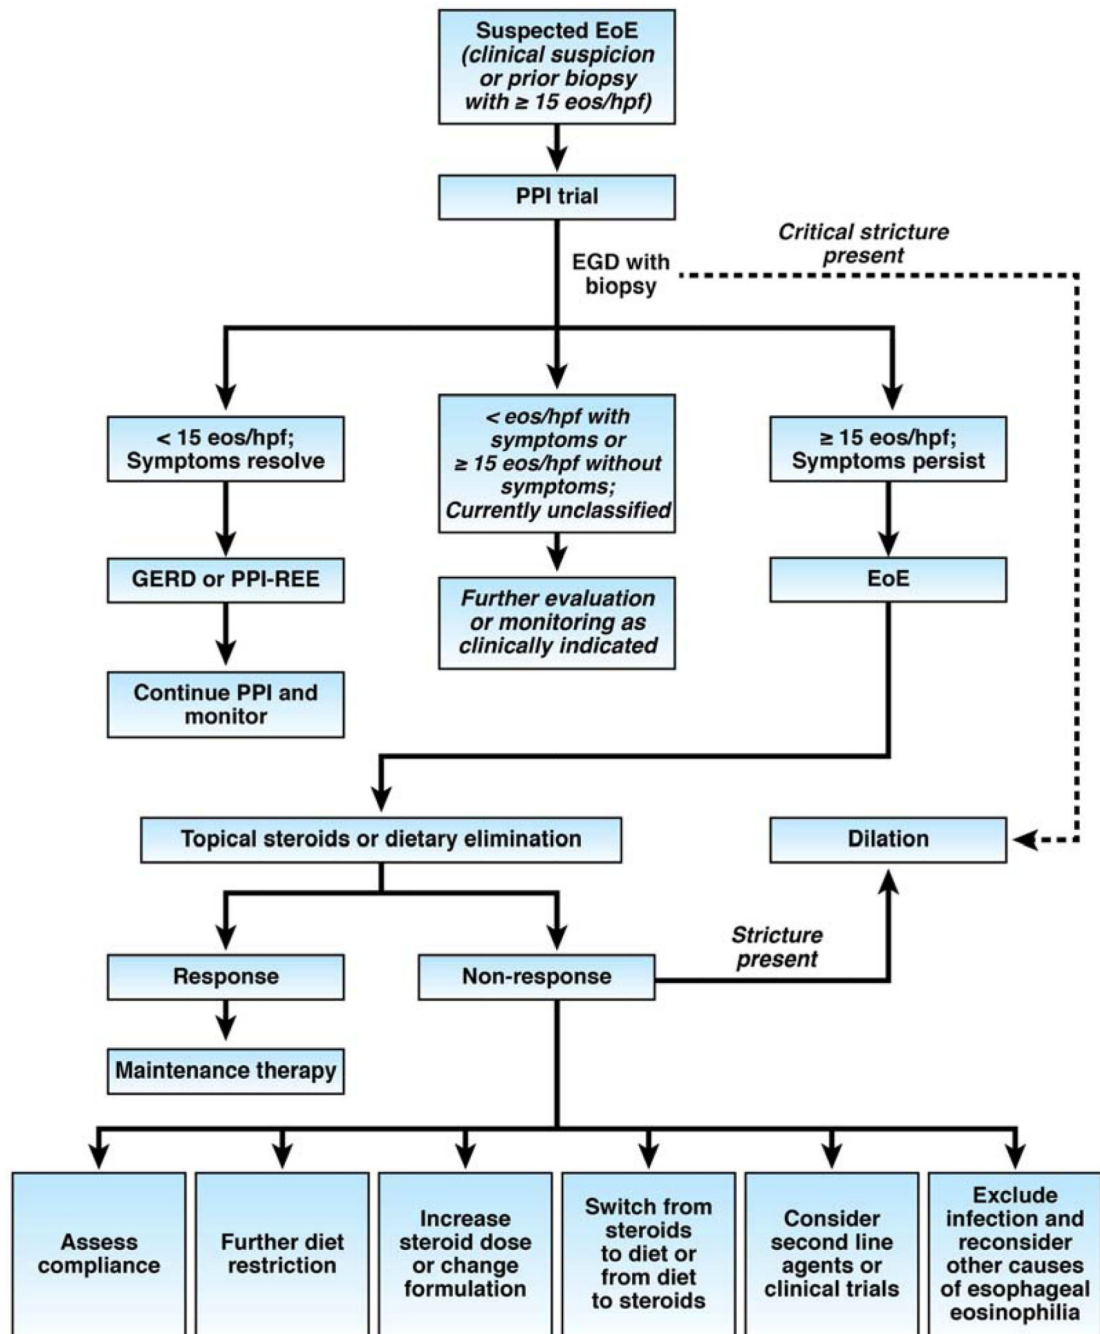 Suspected EoE
(clinical suspicion
or prior biopsy
with ≥ 15 eos/hpf)
PPI trial
Critical stricture
present
EGD with
biopsy
< 15 eos/hpf;
Symptoms resolve
< eos/hpf with
symptoms or
≥ 15 eos/hpf without
symptoms;
Currently unclassified
≥ 15 eos/hpf;
Symptoms persist
GERD or PPI-REE
Further evaluation
or monitoring as
clinically indicated
EoE
Continue PPI and
monitor
Topical steroids or dietary elimination
Dilation
Response
Non-response
Stricture
present
Maintenance therapy
Assess
compliance
Further diet
restriction
Increase
steroid dose
or change
formulation
Switch from
steroids
to diet or
from diet
to steroids
Consider
second line
agents or
clinical trials
Exclude
infection and
reconsider
other causes
of esophageal
eosinophilia